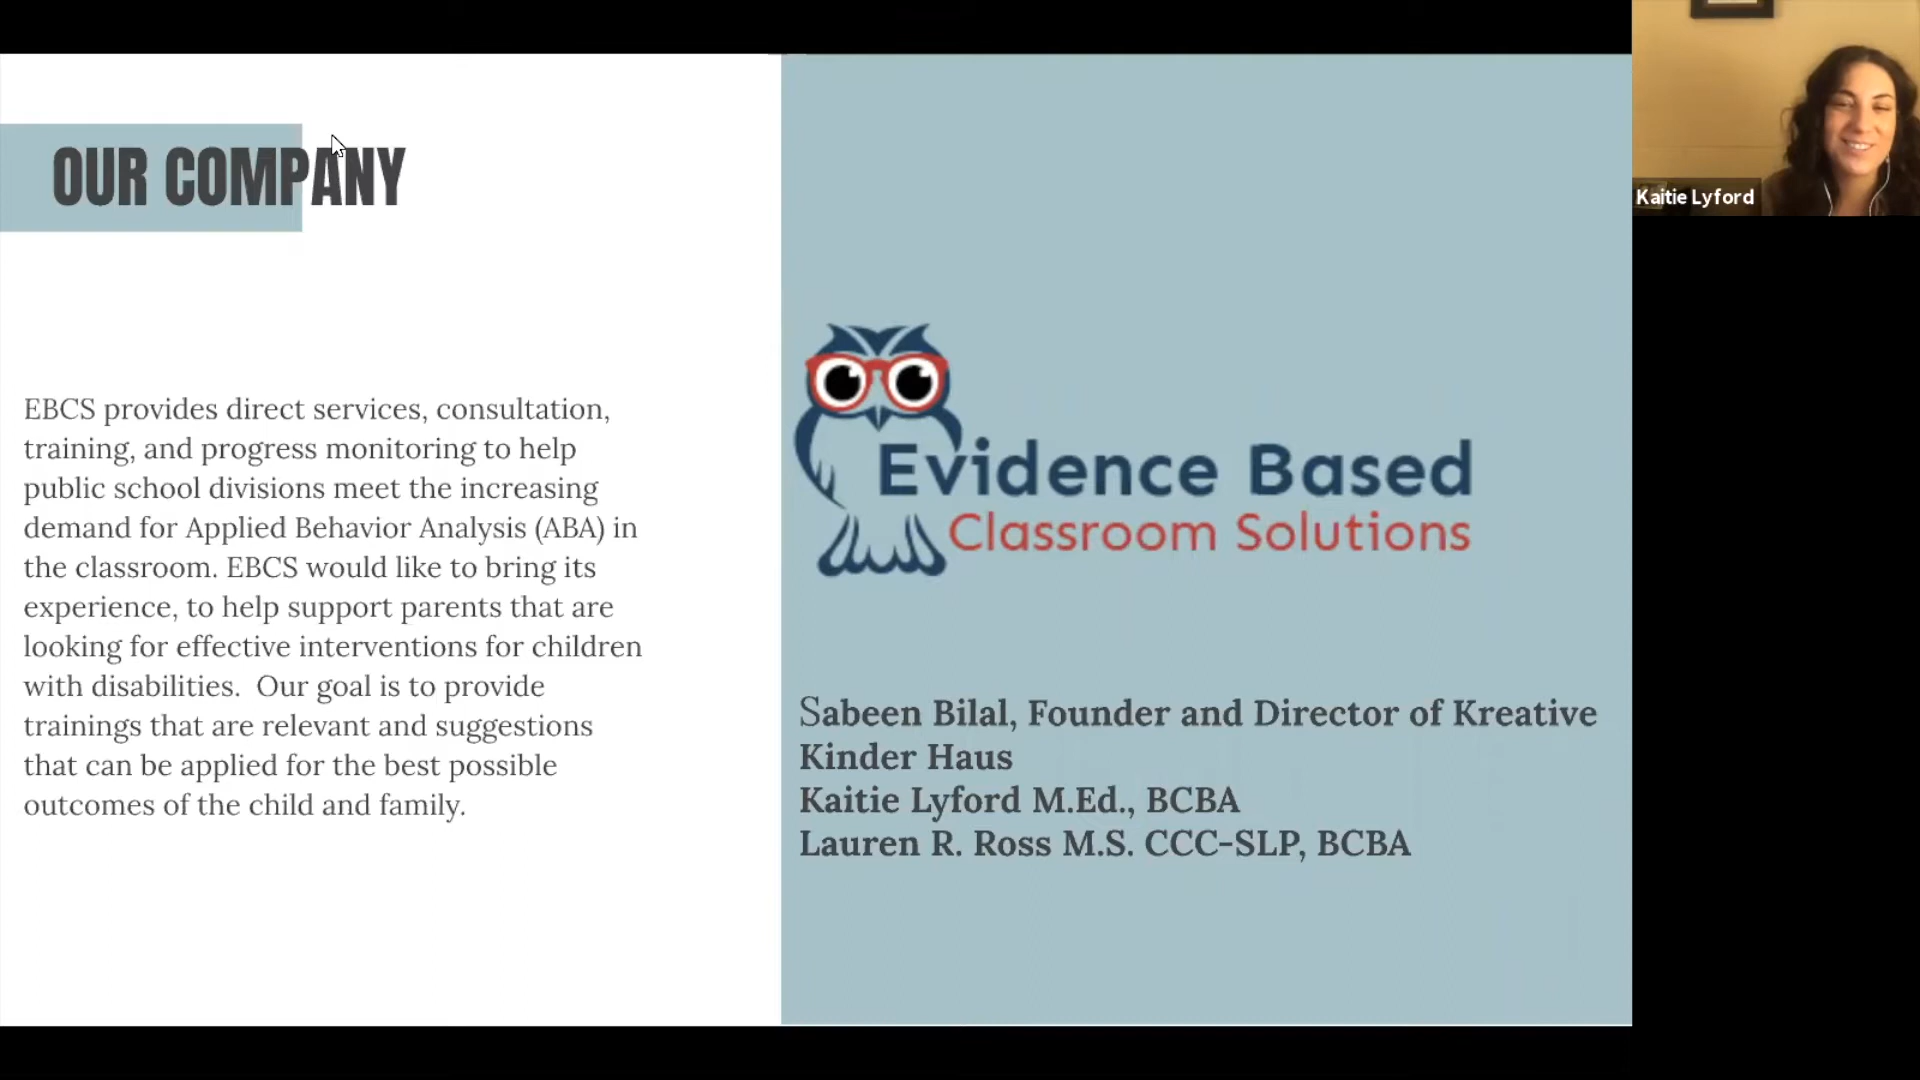 OUR COMPANY
EBCS provides direct services, consultation,
training, and progress monitoring to help
public school divisions meet the increasing
demand for Applied Behavior Analysis (ABA) in
the classroom. EBCS would like to bring its
experience, to help support parents that are
looking for effective interventions for children
with disabilities.  Our goal is to provide
trainings that are relevant and suggestions
that can be applied for the best possible
outcomes of the child and family.
Evidence Based
Classroom Solutions
Sabeen Bilal, Founder and Director of Kreative
Kinder Haus
Kaitie Lyford M.Ed., BCBA
Lauren R. Ross M.S. CCC-SLP, BCBA
Kaitie Lyford